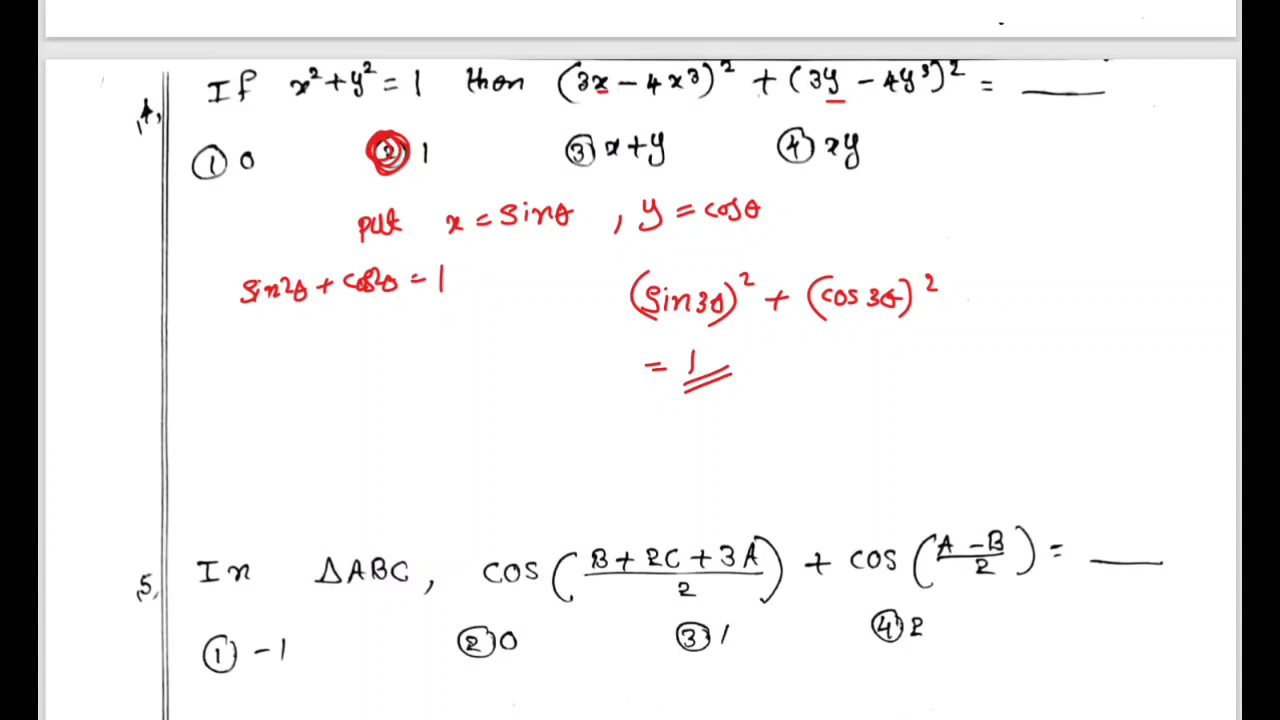 4, If x² + y² = 1 then (3x - 4x³)² + (3y - 4y³)² = ____
① 0 ② 1 ③ x+y ④ xy
put x = sinθ , y = cosθ
sin²θ + cos²θ = 1
(sin3θ)² + (cos3θ)²
= 1
5, In ΔABC, cos((B+2C+3A)/2) + cos((A-B)/2) = ____
① -1 ② 0 ③ 1 ④ 2